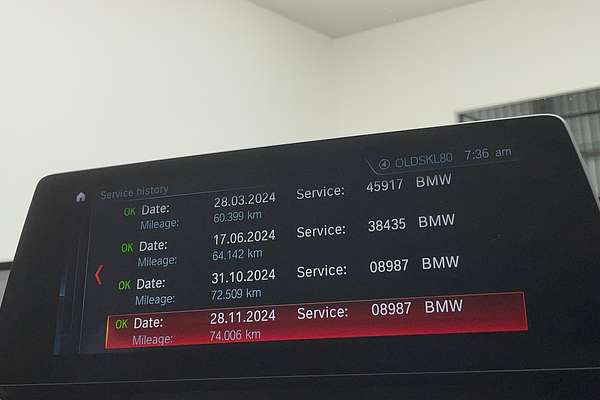 ④ OLDSKL80 7:36 am
Service history
OK Date: 28.03.2024 Service: 45917 BMW
Mileage: 60.399 km
OK Date: 17.06.2024 Service: 38435 BMW
Mileage: 64.142 km
OK Date: 31.10.2024 Service: 08987 BMW
Mileage: 72.509 km
OK Date: 28.11.2024 Service: 08987 BMW
Mileage: 74.006 km